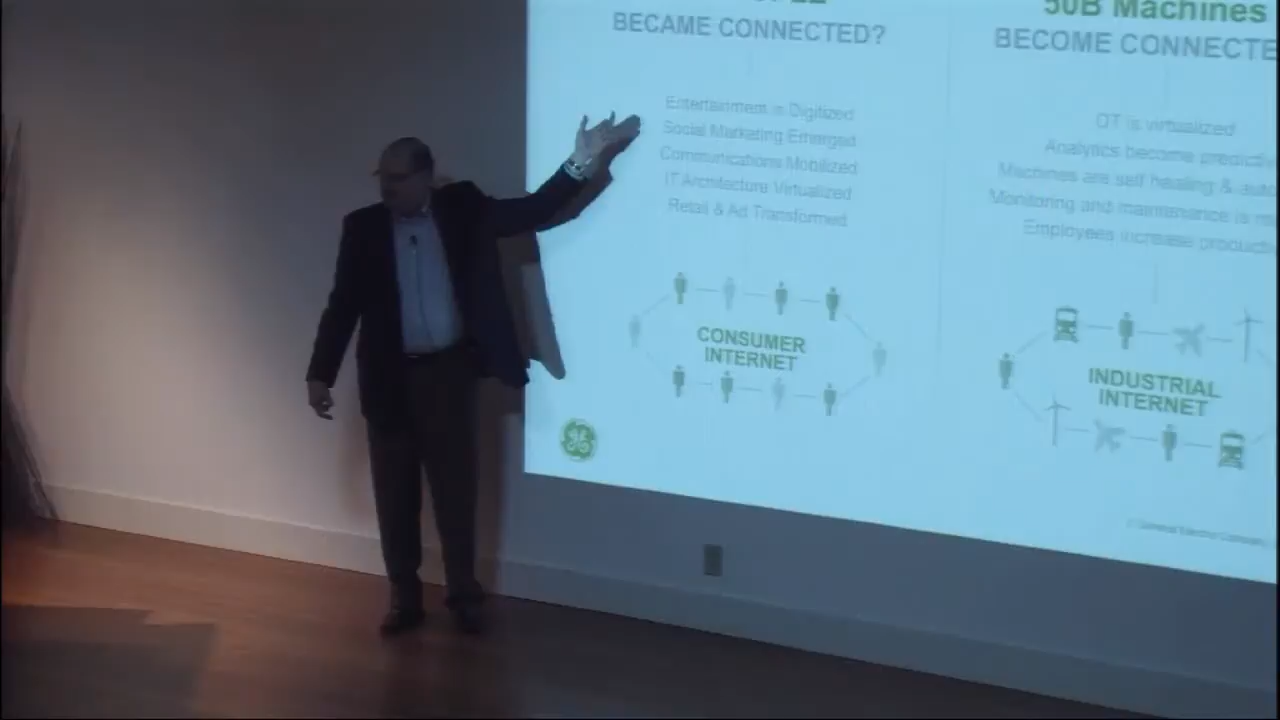 BECAME CONNECTED?
Entertainment is Digitized
Social Marketing Emerged
Communications Mobilized
IT Architecture Virtualized
Retail & Ad Transformed
CONSUMER
INTERNET
50B Machines
BECOME CONNECTE
OT is virtualized
Analytics become predictiv
Machines are self healing & aut
Monitoring and maintenance is
Employees increase producti
INDUSTRIAL
INTERNET
GE